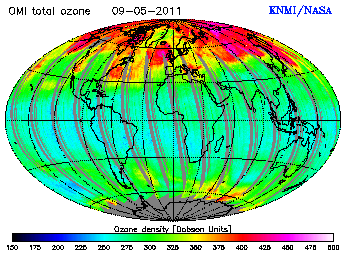 OMI total ozone 09-05-2011 KNMI/NASA
Ozone density [Dobson Units]
150 175 200 225 250 275 300 325 350 375 400 425 450 475 500